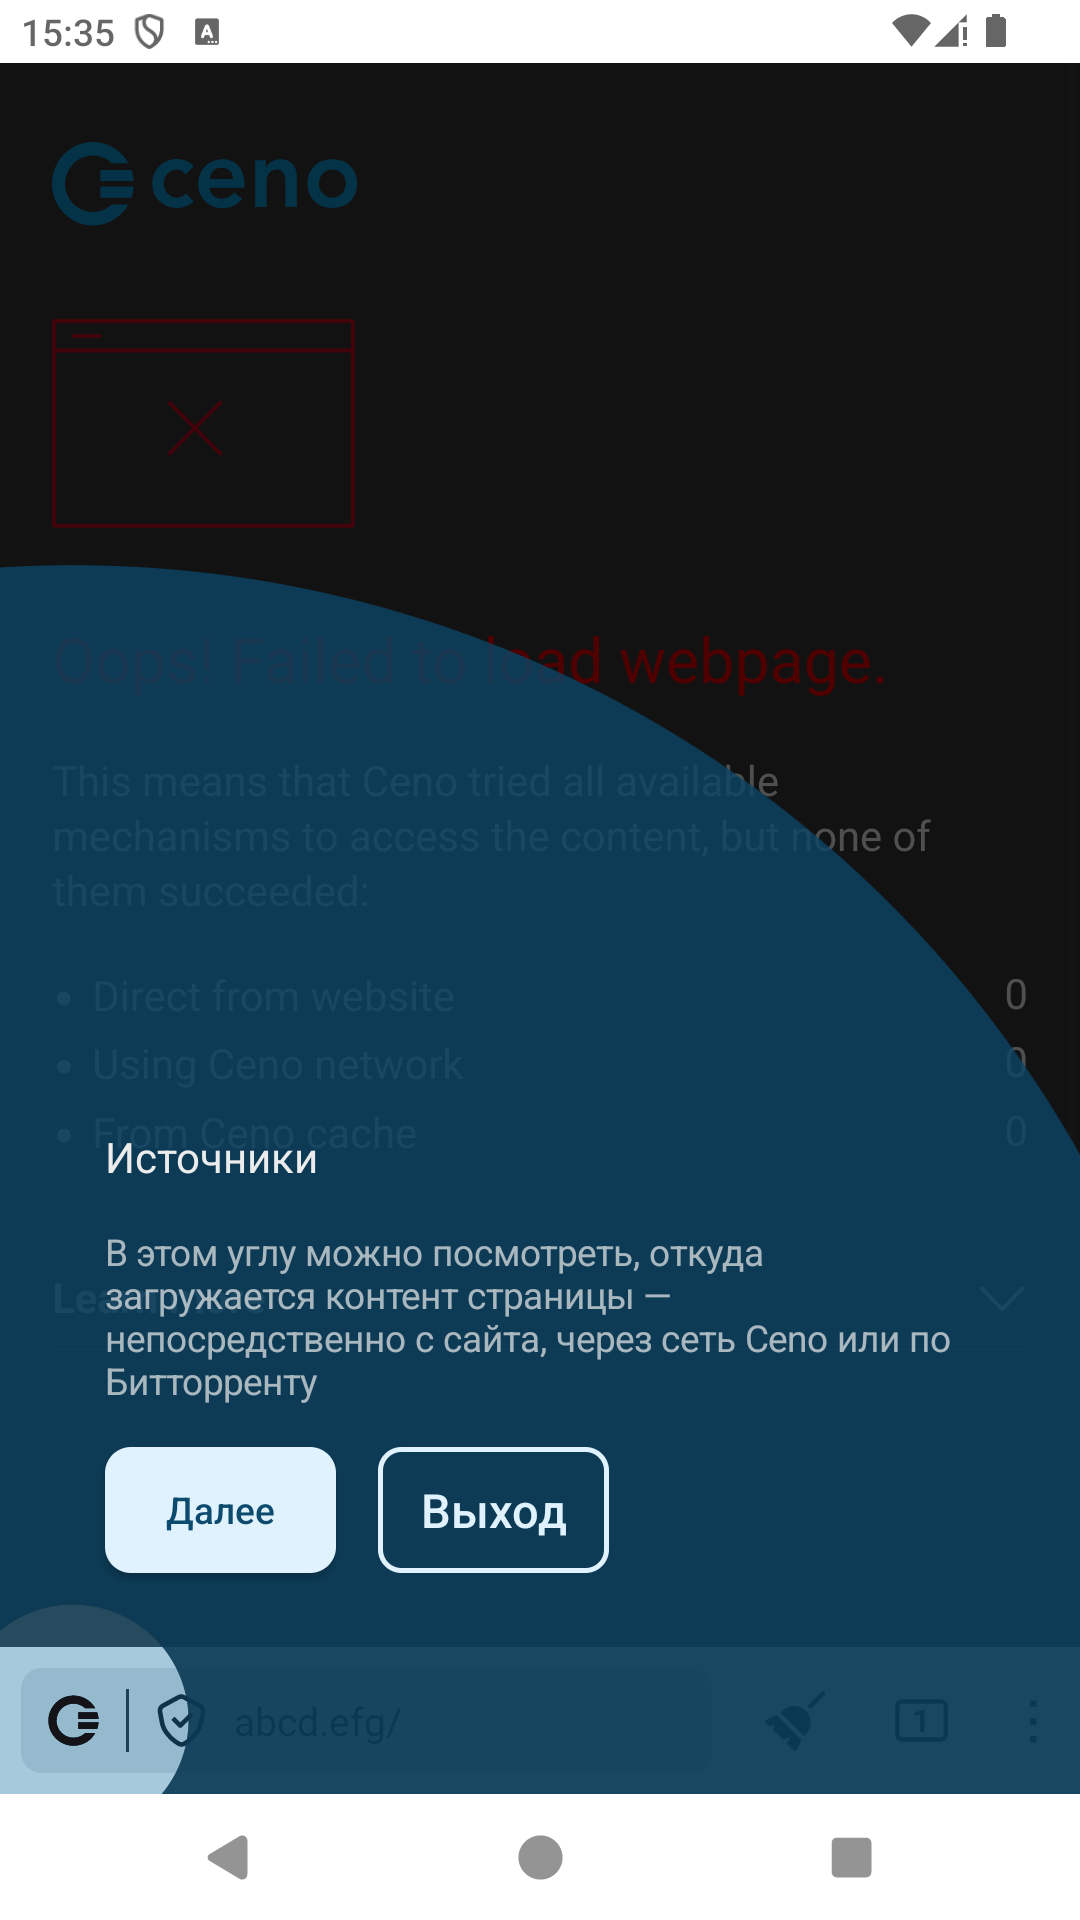 15:35
ceno
Oops! Failed to load webpage.
This means that Ceno tried all available
mechanisms to access the content, but none of
them succeeded:
Direct from website 0
Using Ceno network 0
From Ceno cache 0
Источники
В этом углу можно посмотреть, откуда
загружается контент страницы —
непосредственно с сайта, через сеть Ceno или по
Битторренту
Далее
Выход
abcd.efg/
1